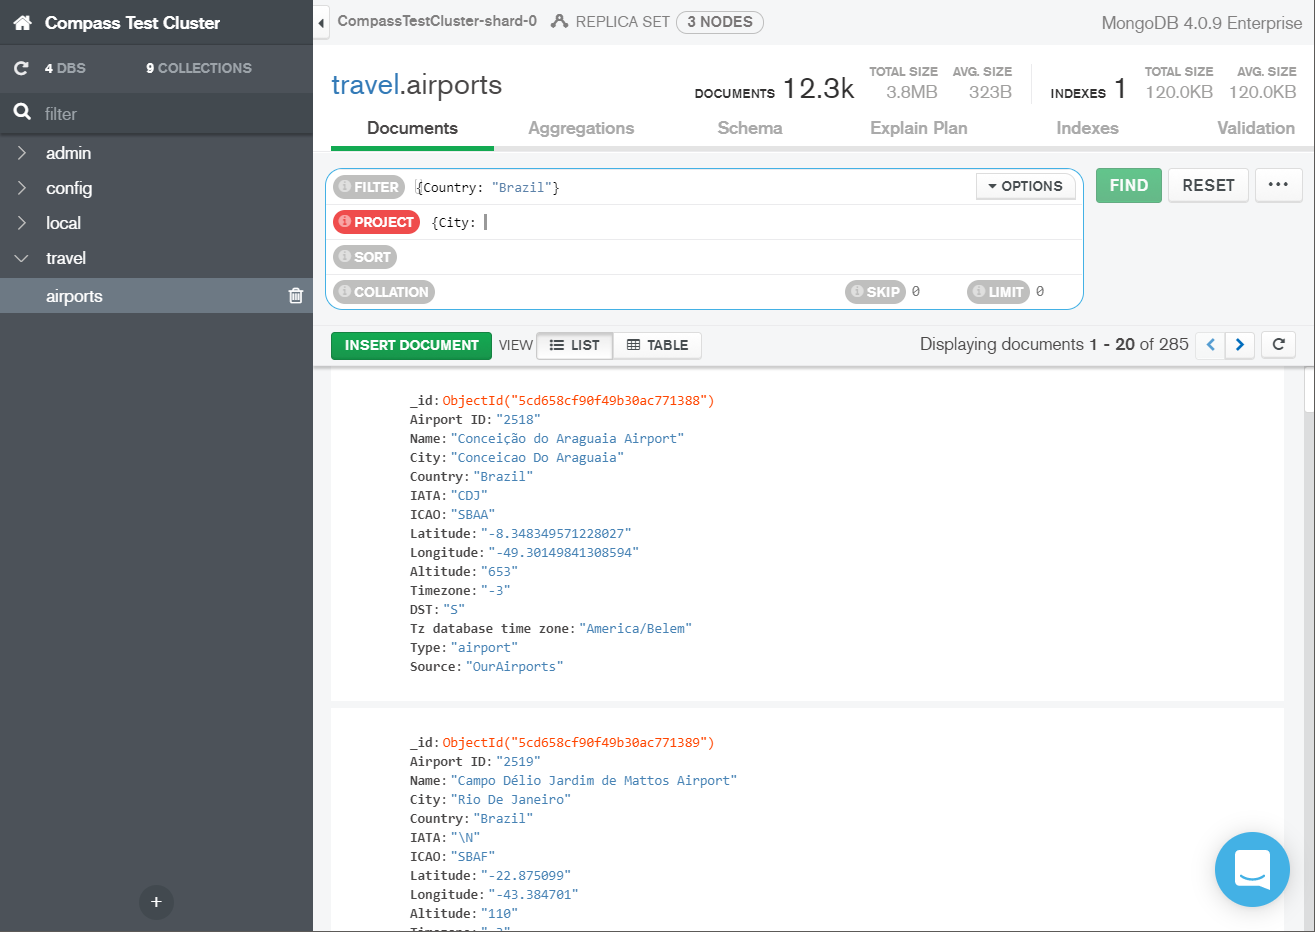 Compass Test Cluster
CompassTestCluster-shard-0 REPLICA SET 3 NODES MongoDB 4.0.9 Enterprise
4 DBS 9 COLLECTIONS
filter
admin
config
local
travel
airports
travel.airports
DOCUMENTS 12.3k TOTAL SIZE 3.8MB AVG. SIZE 323B INDEXES 1 TOTAL SIZE 120.0KB AVG. SIZE 120.0KB
Documents Aggregations Schema Explain Plan Indexes Validation
FILTER {Country: "Brazil"} OPTIONS FIND RESET ...
PROJECT {City:
SORT
COLLATION SKIP 0 LIMIT 0
INSERT DOCUMENT VIEW LIST TABLE Displaying documents 1 - 20 of 285
_id: ObjectId("5cd658cf90f49b30ac771388")
Airport ID: "2518"
Name: "Conceição do Araguaia Airport"
City: "Conceicao Do Araguaia"
Country: "Brazil"
IATA: "CDJ"
ICAO: "SBAA"
Latitude: "-8.348349571228027"
Longitude: "-49.30149841308594"
Altitude: "653"
Timezone: "-3"
DST: "S"
Tz database time zone: "America/Belem"
Type: "airport"
Source: "OurAirports"
_id: ObjectId("5cd658cf90f49b30ac771389")
Airport ID: "2519"
Name: "Campo Délio Jardim de Mattos Airport"
City: "Rio De Janeiro"
Country: "Brazil"
IATA: "\N"
ICAO: "SBAF"
Latitude: "-22.875099"
Longitude: "-43.384701"
Altitude: "110"
Timezone: "-3"